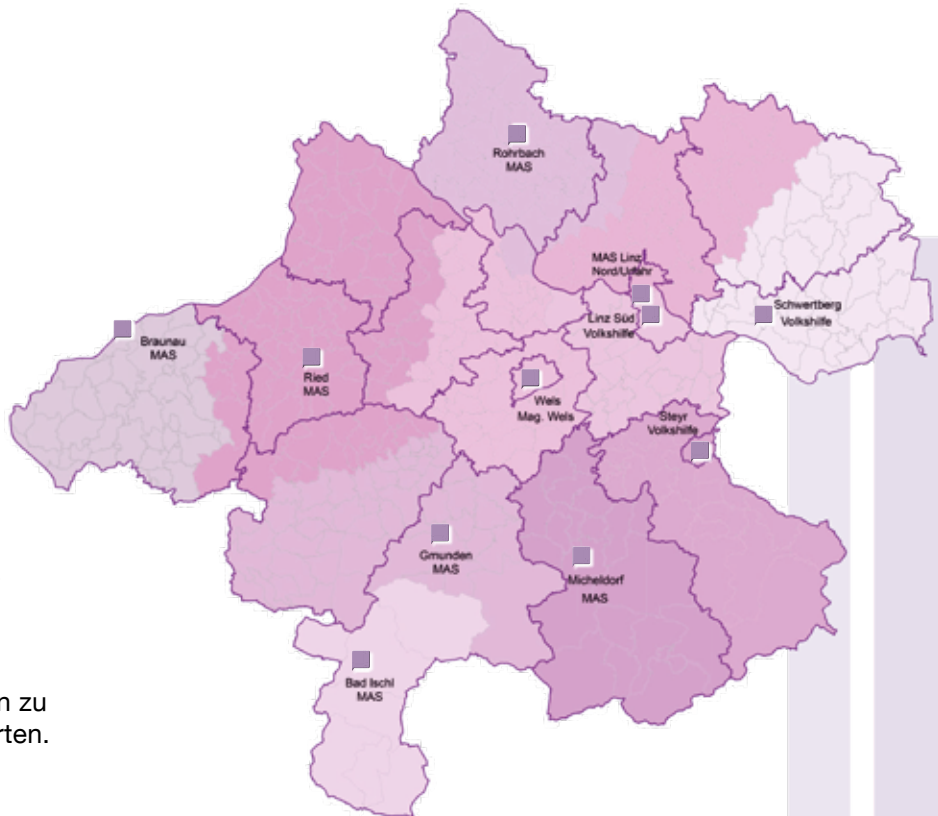 Rohrbach
MAS
MAS Linz
Nord/Urfahr
Linz Süd
Volkshilfe
Schwertberg
Volkshilfe
Braunau
MAS
Ried
MAS
Wels
Mag. Wels
Steyr
Volkshilfe
Gmunden
MAS
Micheldorf
MAS
Bad Ischl
MAS
n zu
rten.